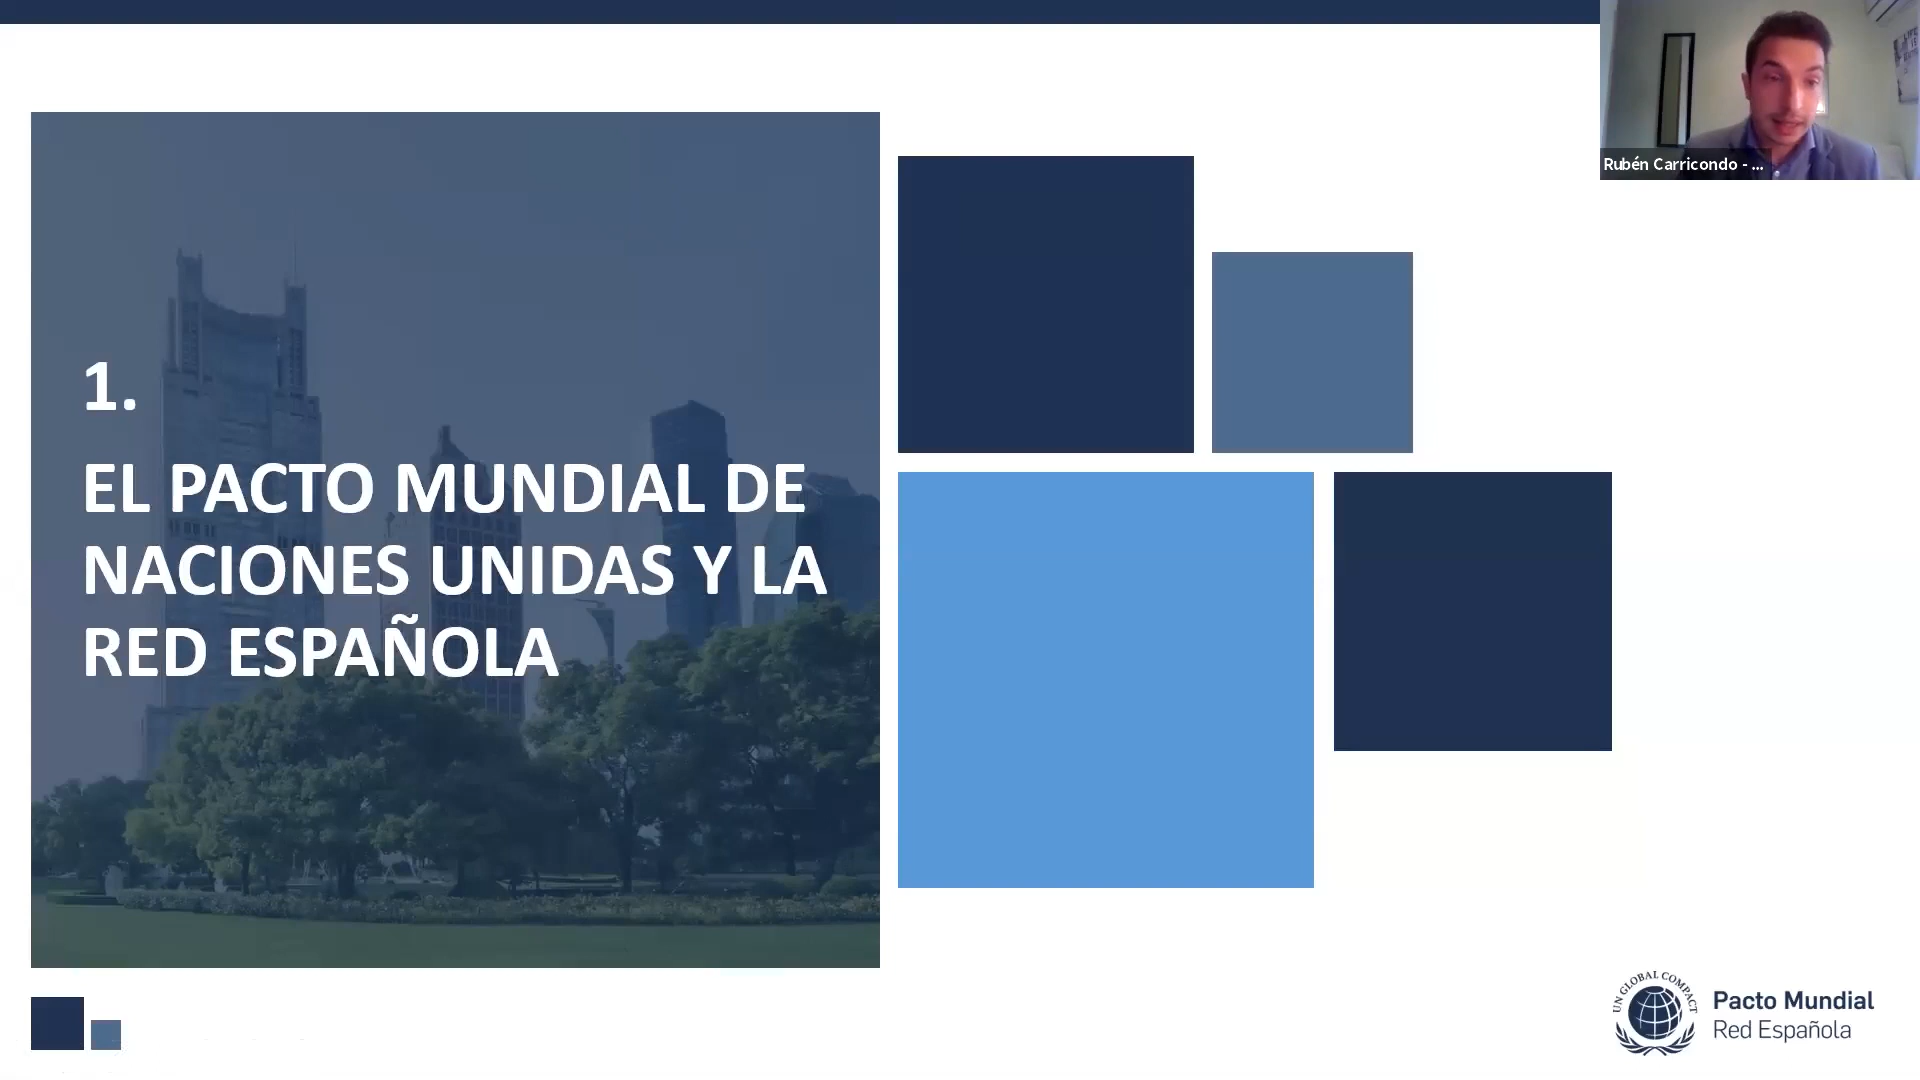 Rubén Carricondo - ...
1.
EL PACTO MUNDIAL DE
NACIONES UNIDAS Y LA
RED ESPAÑOLA
UN GLOBAL COMPACT
Pacto Mundial
Red Española